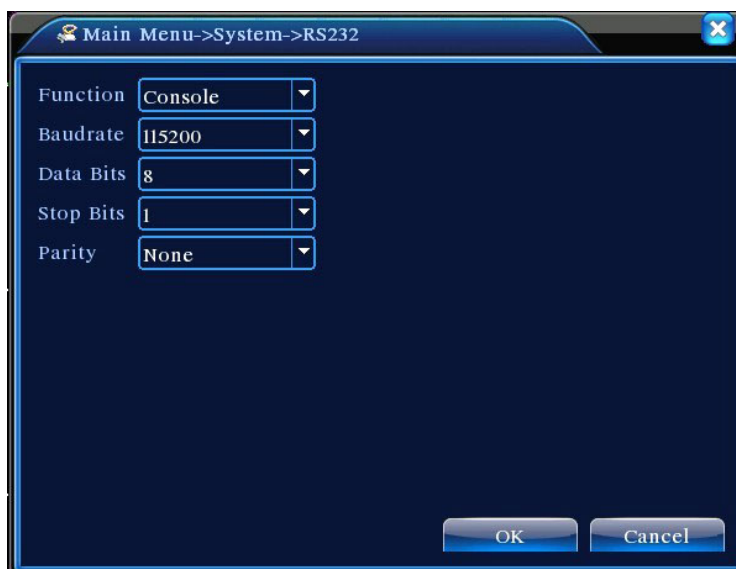 Main Menu->System->RS232
Function Console
Baudrate 115200
Data Bits 8
Stop Bits 1
Parity None
OK Cancel